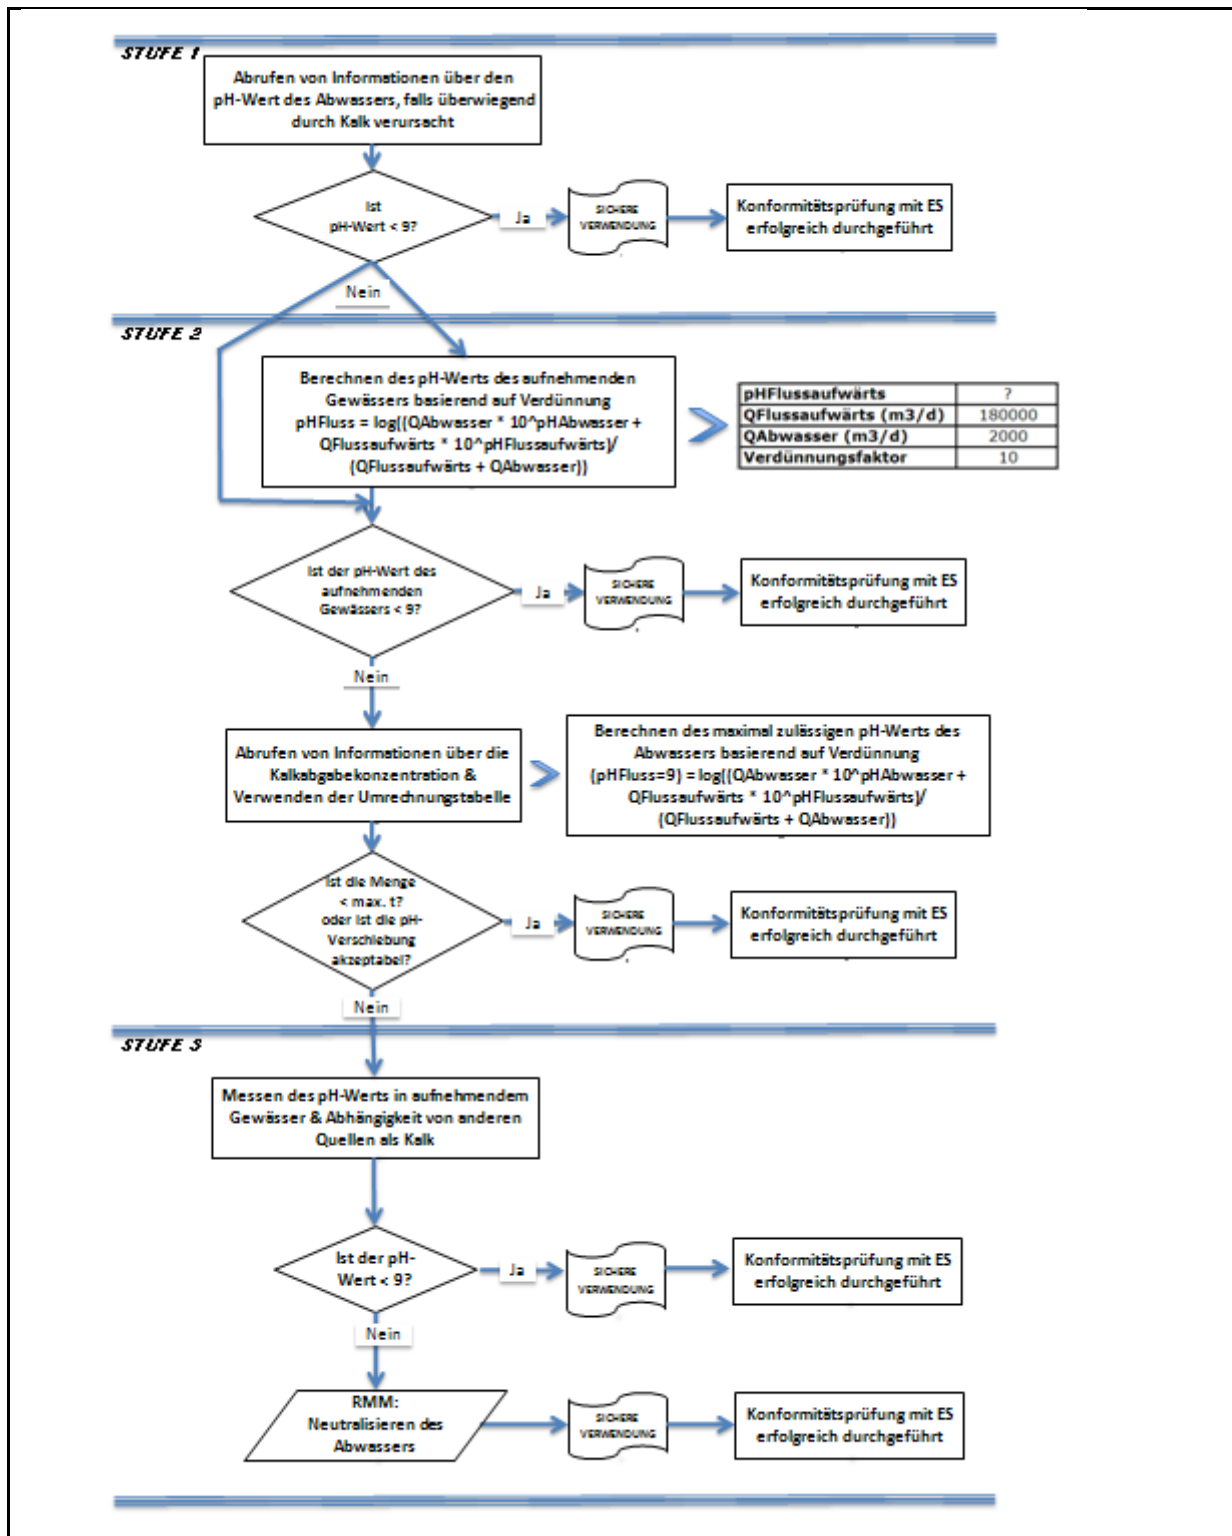 STUFE 1
Abrufen von Informationen über den
pH-Wert des Abwassers, falls überwiegend
durch Kalk verursacht
Ist
pH-Wert < 9?
Ja
SICHERE
VERWENDUNG
Konformitätsprüfung mit ES
erfolgreich durchgeführt
Nein
STUFE 2
Berechnen des pH-Werts des aufnehmenden
Gewässers basierend auf Verdünnung
pHFluss = log((QAbwasser * 10^pHAbwasser +
QFlussaufwärts * 10^pHFlussaufwärts)/
(QFlussaufwärts + QAbwasser))
pHFlussaufwärts ?
QFlussaufwärts (m3/d) 180000
QAbwasser (m3/d) 2000
Verdünnungsfaktor 10
Ist der pH-Wert des
aufnehmenden
Gewässers < 9?
Ja
SICHERE
VERWENDUNG
Konformitätsprüfung mit ES
erfolgreich durchgeführt
Nein
Abrufen von Informationen über die
Kalkabgabekonzentration &
Verwenden der Umrechnungstabelle
Berechnen des maximal zulässigen pH-Werts des
Abwassers basierend auf Verdünnung
(pHFluss=9) = log((QAbwasser * 10^pHAbwasser +
QFlussaufwärts * 10^pHFlussaufwärts)/
(QFlussaufwärts + QAbwasser))
Ist die Menge
< max. t?
oder ist die pH-
Verschiebung
akzeptabel?
Ja
SICHERE
VERWENDUNG
Konformitätsprüfung mit ES
erfolgreich durchgeführt
Nein
STUFE 3
Messen des pH-Werts in aufnehmendem
Gewässer & Abhängigkeit von anderen
Quellen als Kalk
Ist der pH-
Wert < 9?
Ja
SICHERE
VERWENDUNG
Konformitätsprüfung mit ES
erfolgreich durchgeführt
Nein
RMM:
Neutralisieren des
Abwassers
SICHERE
VERWENDUNG
Konformitätsprüfung mit ES
erfolgreich durchgeführt